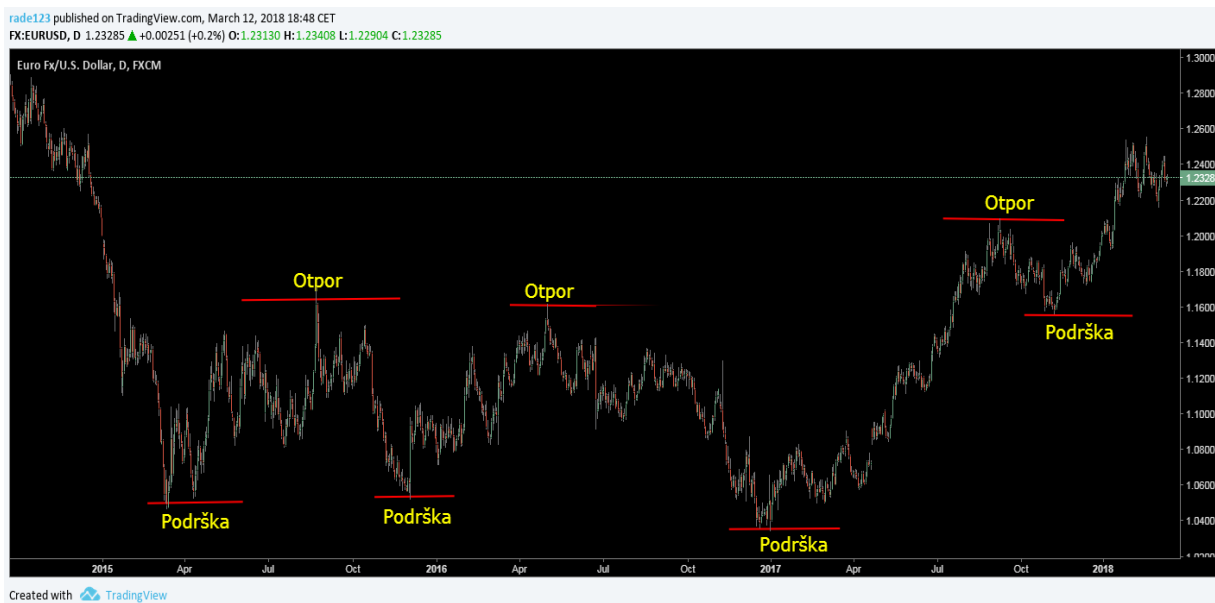 rade123 published on TradingView.com, March 12, 2018 18:48 CET
FX:EURUSD, D 1.23285 ▲ +0.00251 (+0.2%) O:1.23130 H:1.23408 L:1.22904 C:1.23285
Euro Fx/U.S. Dollar, D, FXCM
1.3000
1.2800
1.2600
1.2400
1.2328
1.2200
1.2000
1.1800
1.1600
1.1400
1.1200
1.1000
1.0800
1.0600
1.0400
1.0200
Otpor
Otpor
Otpor
Podrška
Podrška
Podrška
Podrška
2015 Apr Jul Oct 2016 Apr Jul Oct 2017 Apr Jul Oct 2018
Created with TradingView